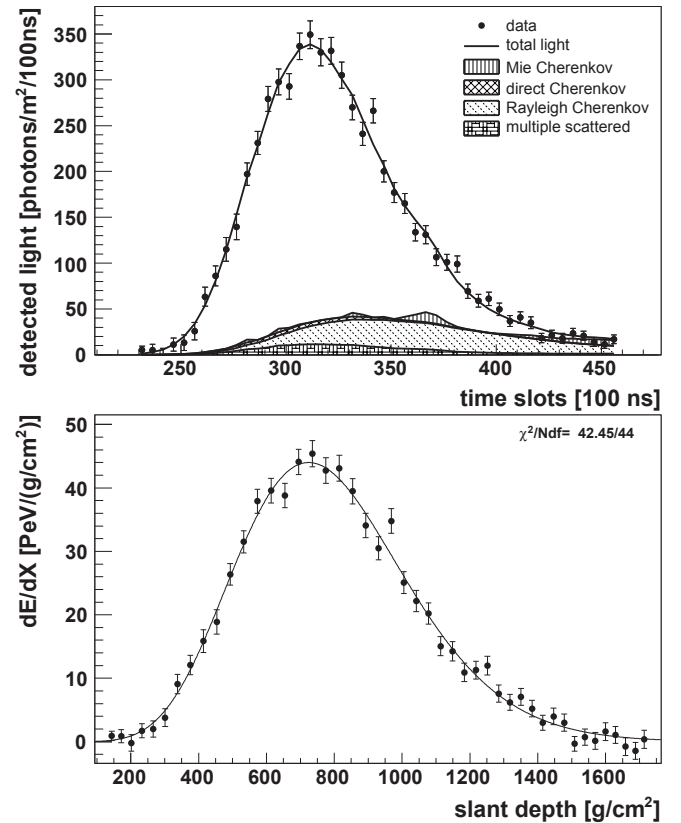 detected light [photons/m²/100ns]
350
300
250
200
150
100
50
0
data
total light
Mie Cherenkov
direct Cherenkov
Rayleigh Cherenkov
multiple scattered
250 300 350 400 450
time slots [100 ns]
dE/dX [PeV/(g/cm²)]
50
40
30
20
10
0
χ²/Ndf= 42.45/44
200 400 600 800 1000 1200 1400 1600
slant depth [g/cm²]